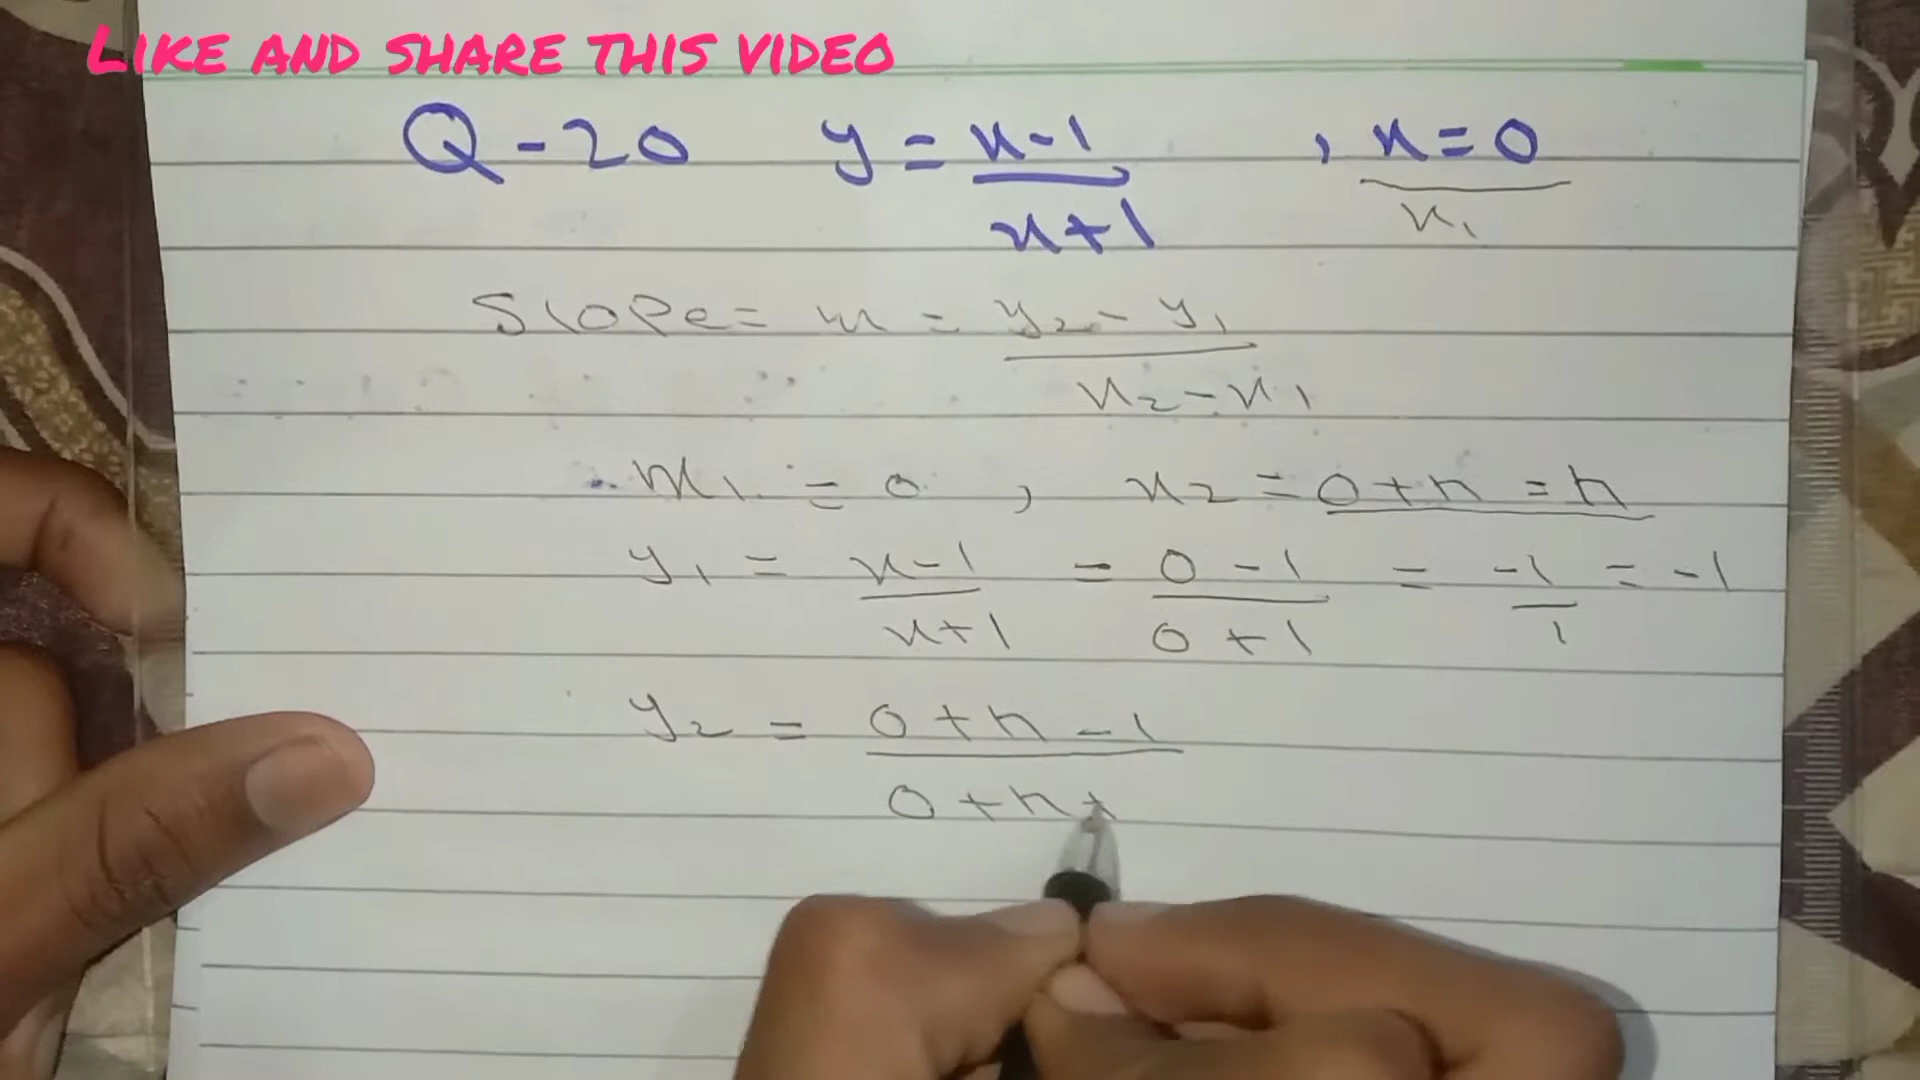 LIKE AND SHARE THIS VIDEO
Q-20 y = x-1 / x+1 , x=0
x₁
Slope = m = y₂ - y₁ / x₂ - x₁
x₁ = 0 , x₂ = 0+h = h
y₁ = x-1 / x+1 = 0-1 / 0+1 = -1 / 1 = -1
y₂ = 0+h-1 / 0+h+